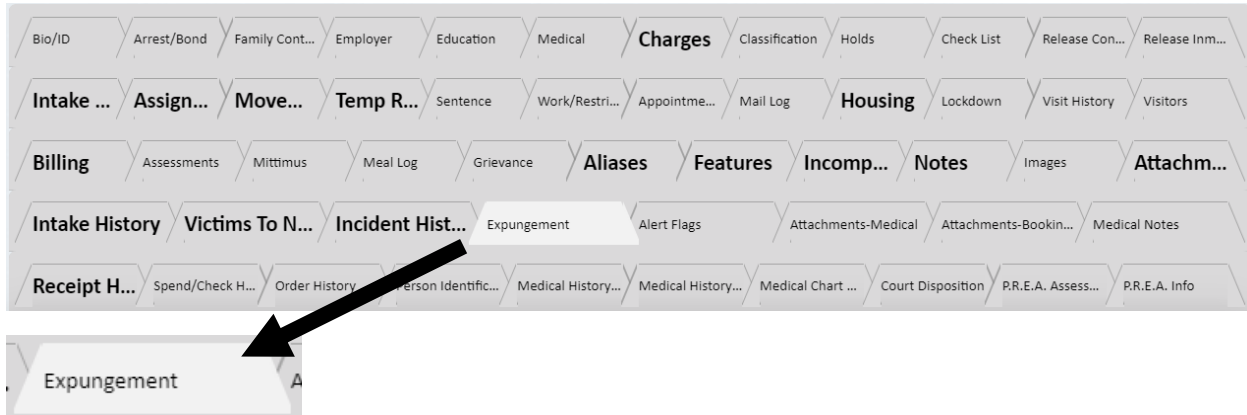 Bio/ID Arrest/Bond Family Cont... Employer Education Medical Charges Classification Holds Check List Release Con... Release Inm...
Intake ... Assign... Move... Temp R... Sentence Work/Restri... Appointme... Mail Log Housing Lockdown Visit History Visitors
Billing Assessments Mittimus Meal Log Grievance Aliases Features Incomp... Notes Images Attachm...
Intake History Victims To N... Incident Hist... Expungement Alert Flags Attachments-Medical Attachments-Bookin... Medical Notes
Receipt H... Spend/Check H... Order History Person Identific... Medical History... Medical History... Medical Chart ... Court Disposition P.R.E.A. Assess... P.R.E.A. Info
. Expungement A